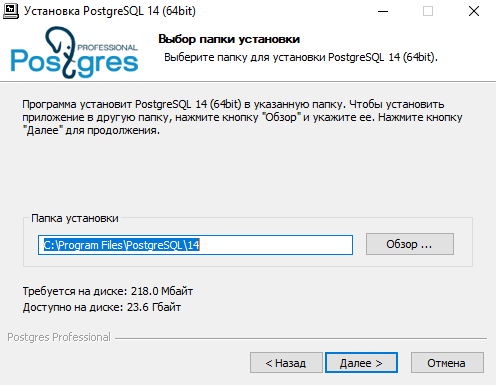 Установка PostgreSQL 14 (64bit)
PROFESSIONAL
Postgres
Выбор папки установки
Выберите папку для установки PostgreSQL 14 (64bit).
Программа установит PostgreSQL 14 (64bit) в указанную папку. Чтобы установить
приложение в другую папку, нажмите кнопку "Обзор" и укажите ее. Нажмите кнопку
"Далее" для продолжения.
Папка установки
C:\Program Files\PostgreSQL\14
Обзор ...
Требуется на диске: 218.0 Мбайт
Доступно на диске: 23.6 Гбайт
Postgres Professional
< Назад
Далее >
Отмена